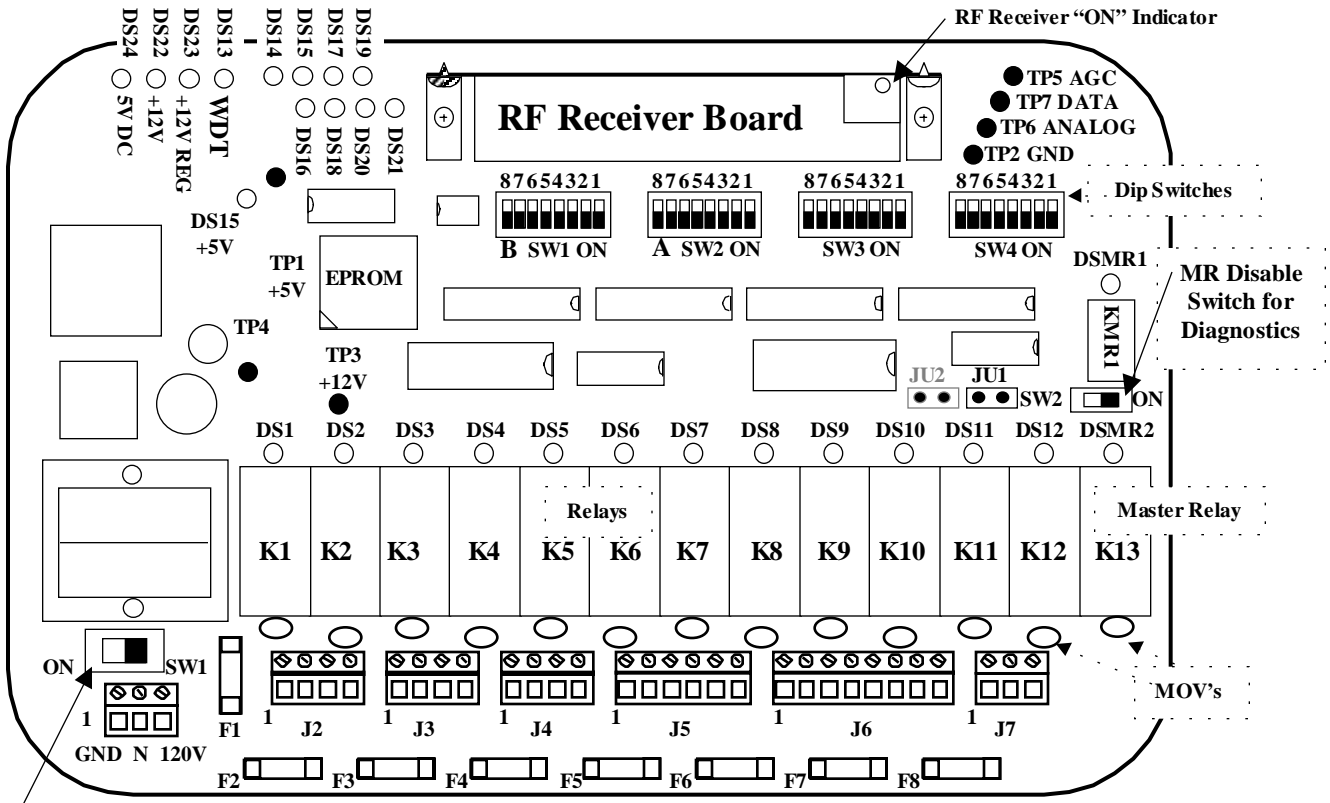 RF Receiver “ON” Indicator
DS24
DS22
DS23
DS13
DS14
DS15
DS17
DS19
5V DC
+12V
+12V REG
WDT
DS16
DS18
DS20
DS21
RF Receiver Board
TP5 AGC
TP7 DATA
TP6 ANALOG
TP2 GND
87654321
87654321
87654321
87654321
Dip Switches
B SW1 ON
A SW2 ON
SW3 ON
SW4 ON
DS15
+5V
TP1
+5V
EPROM
DSMR1
KMR1
MR Disable
Switch for
Diagnostics
TP4
TP3
+12V
JU2
JU1
SW2
ON
DS1
DS2
DS3
DS4
DS5
DS6
DS7
DS8
DS9
DS10
DS11
DS12
DSMR2
Relays
Master Relay
K1
K2
K3
K4
K5
K6
K7
K8
K9
K10
K11
K12
K13
ON
SW1
MOV's
1
GND N 120V
F1
1
J2
1
J3
1
J4
1
J5
1
J6
1
J7
F2
F3
F4
F5
F6
F7
F8